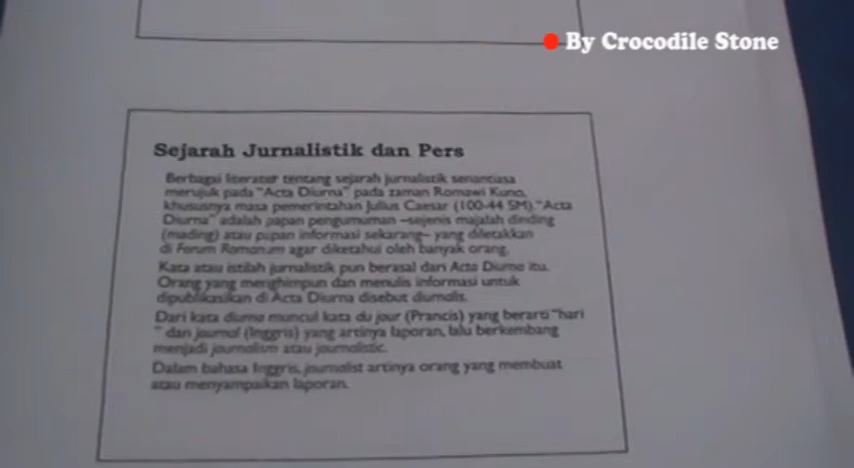 By Crocodile Stone
Sejarah Jurnalistik dan Pers
Berbagai literatur tentang sejarah jurnalistik senantiasa
merujuk pada "Acta Diurna" pada zaman Romawi Kuno,
khususnya masa pemerintahan Julius Caesar (100-44 SM). "Acta
Diurna" adalah papan pengumuman –sejenis majalah dinding
(mading) atau papan informasi sekarang– yang diletakkan
di Forum Romanum agar diketahui oleh banyak orang.
Kata atau istilah jurnalistik pun berasal dari Acta Diurna itu.
Orang yang menghimpun dan menulis informasi untuk
dipublikasikan di Acta Diurna disebut diurnalis.
Dari kata diurna muncul kata du jour (Prancis) yang berarti "hari
" dan journal (Inggris) yang artinya laporan, lalu berkembang
menjadi journalism atau journalistic.
Dalam bahasa Inggris, journalist artinya orang yang membuat
atau menyampaikan laporan.